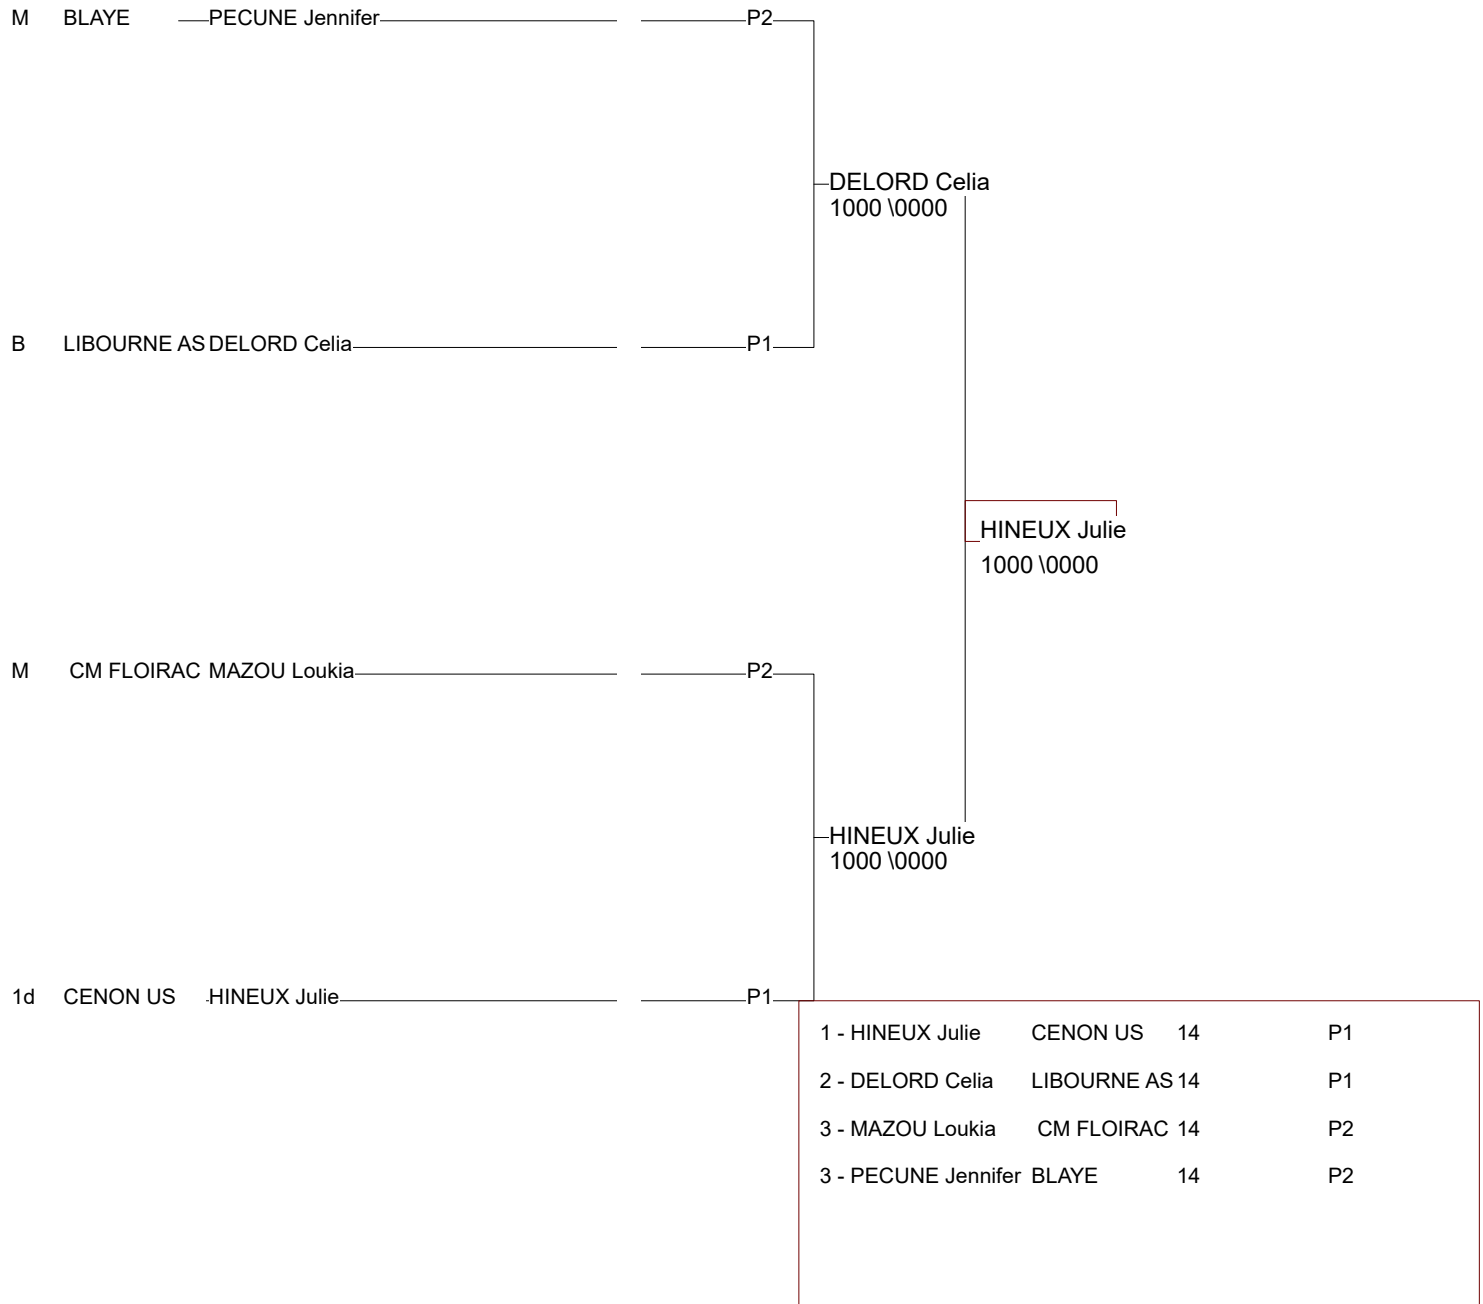 M BLAYE PECUNE Jennifer P2
DELORD Celia
1000 \0000
B LIBOURNE AS DELORD Celia P1
HINEUX Julie
1000 \0000
M CM FLOIRAC MAZOU Loukia P2
HINEUX Julie
1000 \0000
1d CENON US HINEUX Julie P1
1 - HINEUX Julie CENON US 14 P1
2 - DELORD Celia LIBOURNE AS 14 P1
3 - MAZOU Loukia CM FLOIRAC 14 P2
3 - PECUNE Jennifer BLAYE 14 P2